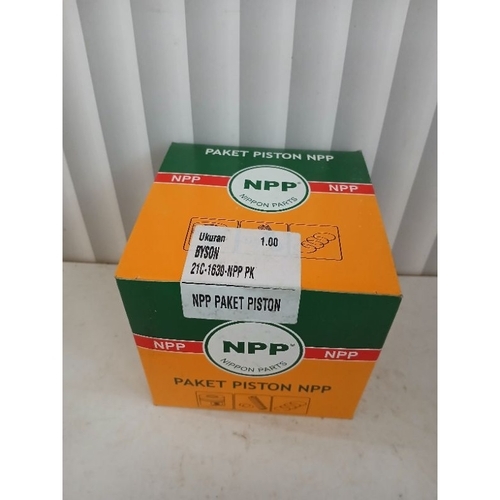 PAKET PISTON NPP
NPP
NPP
NPP
NIPPON PARTS
Ukuran 1.00
BYSON
21C-1630-NPP PK
NPP PAKET PISTON
NPP
NPP
NPP
NIPPON PARTS
PAKET PISTON NPP